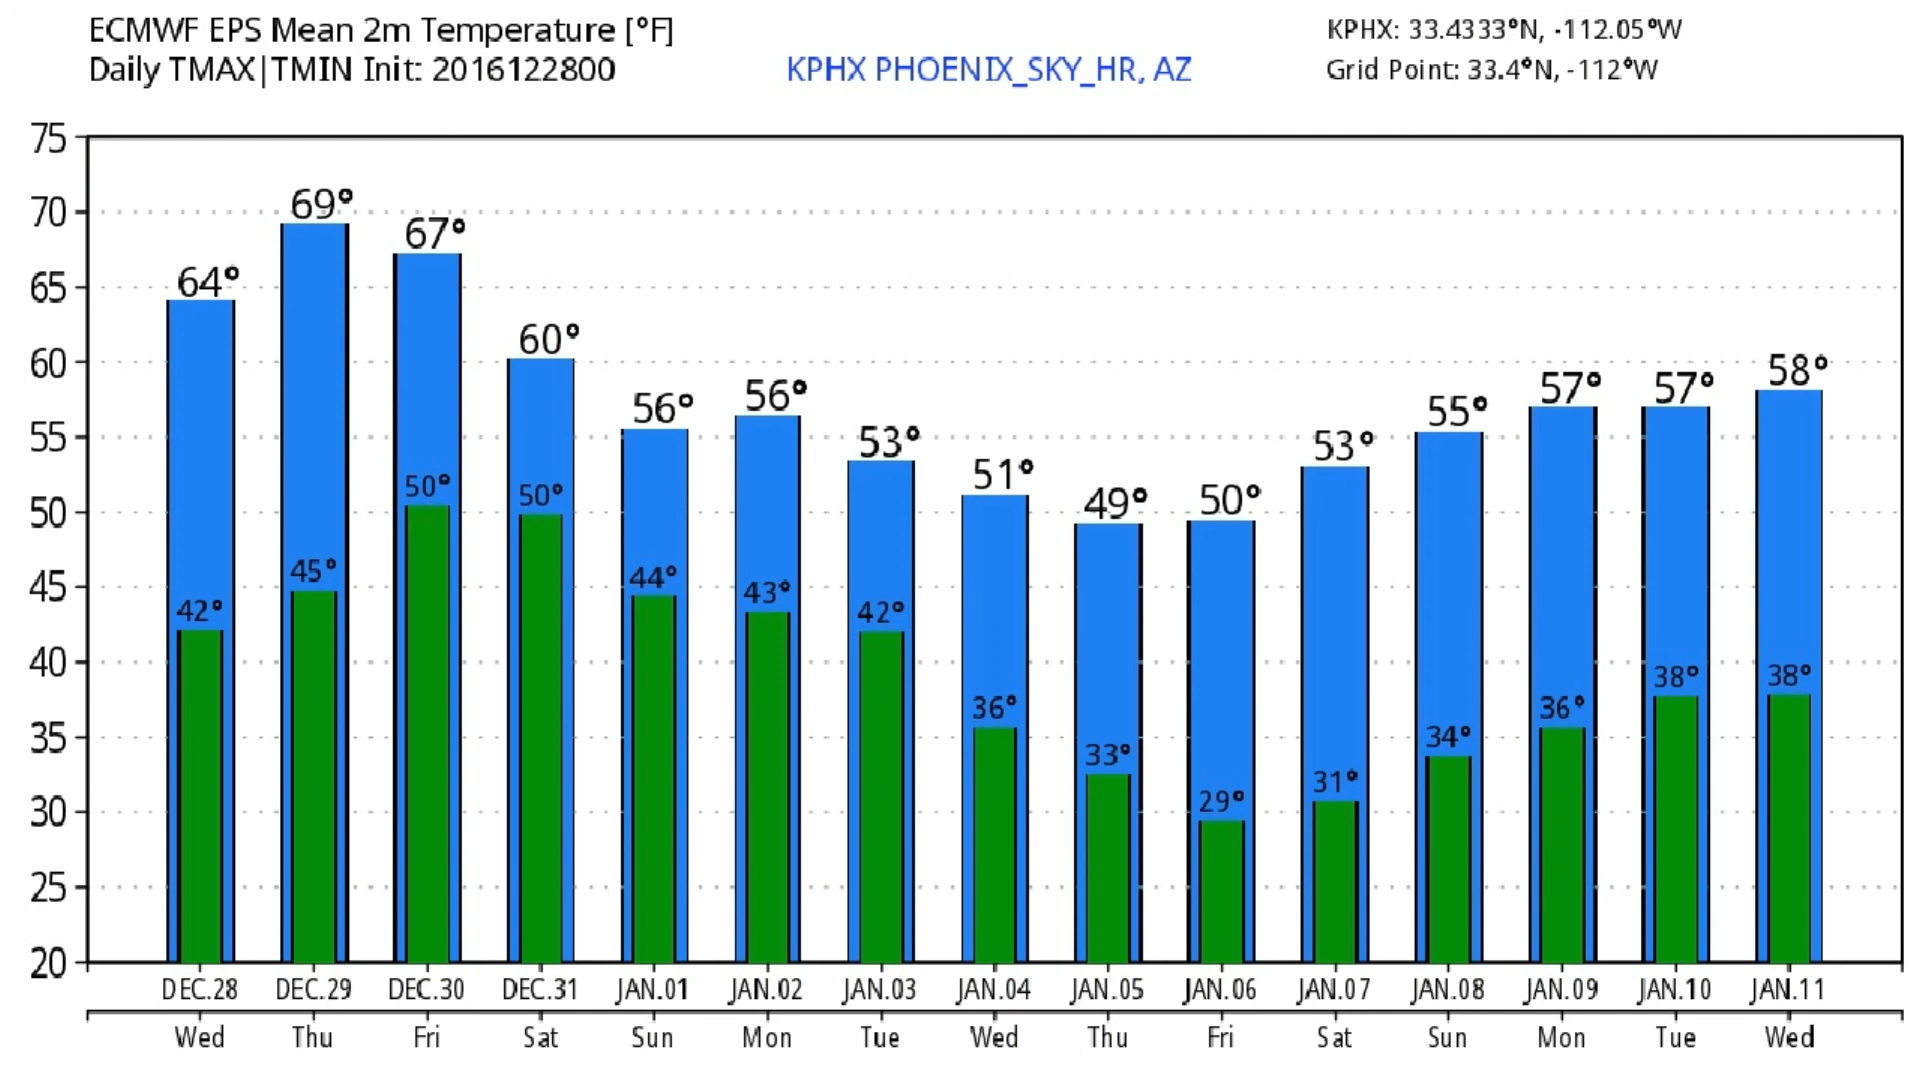 ECMWF EPS Mean 2m Temperature [°F]
Daily TMAX|TMIN Init: 2016122800
KPHX PHOENIX_SKY_HR, AZ
KPHX: 33.4333°N, -112.05°W
Grid Point: 33.4°N, -112°W
75
70
65
60
55
50
45
40
35
30
25
20
64° 69° 67° 60° 56° 56° 53° 51° 49° 50° 53° 55° 57° 57° 58°
42° 45° 50° 50° 44° 43° 42° 36° 33° 29° 31° 34° 36° 38° 38°
DEC.28 DEC.29 DEC.30 DEC.31 JAN.01 JAN.02 JAN.03 JAN.04 JAN.05 JAN.06 JAN.07 JAN.08 JAN.09 JAN.10 JAN.11
Wed Thu Fri Sat Sun Mon Tue Wed Thu Fri Sat Sun Mon Tue Wed